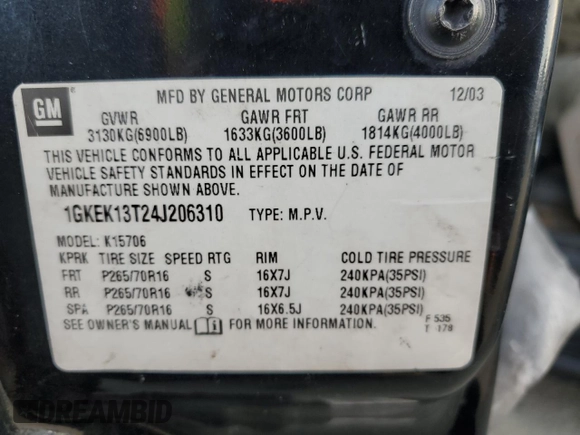 GM
MFD BY GENERAL MOTORS CORP 12/03
GVWR GAWR FRT GAWR RR
3130KG(6900LB) 1633KG(3600LB) 1814KG(4000LB)
THIS VEHICLE CONFORMS TO ALL APPLICABLE U.S. FEDERAL MOTOR
VEHICLE SAFETY STANDARDS IN EFFECT ON THE DATE OF
MANUFACTURE SHOWN ABOVE.
1GKEK13T24J206310 TYPE: M.P.V.
MODEL: K15706
KPRK TIRE SIZE SPEED RTG RIM COLD TIRE PRESSURE
FRT P265/70R16 S 16X7J 240KPA(35PSI)
RR P265/70R16 S 16X7J 240KPA(35PSI)
SPA P265/70R16 S 16X6.5J 240KPA(35PSI)
SEE OWNER'S MANUAL FOR MORE INFORMATION.
F 535
T 178
DREAMBID